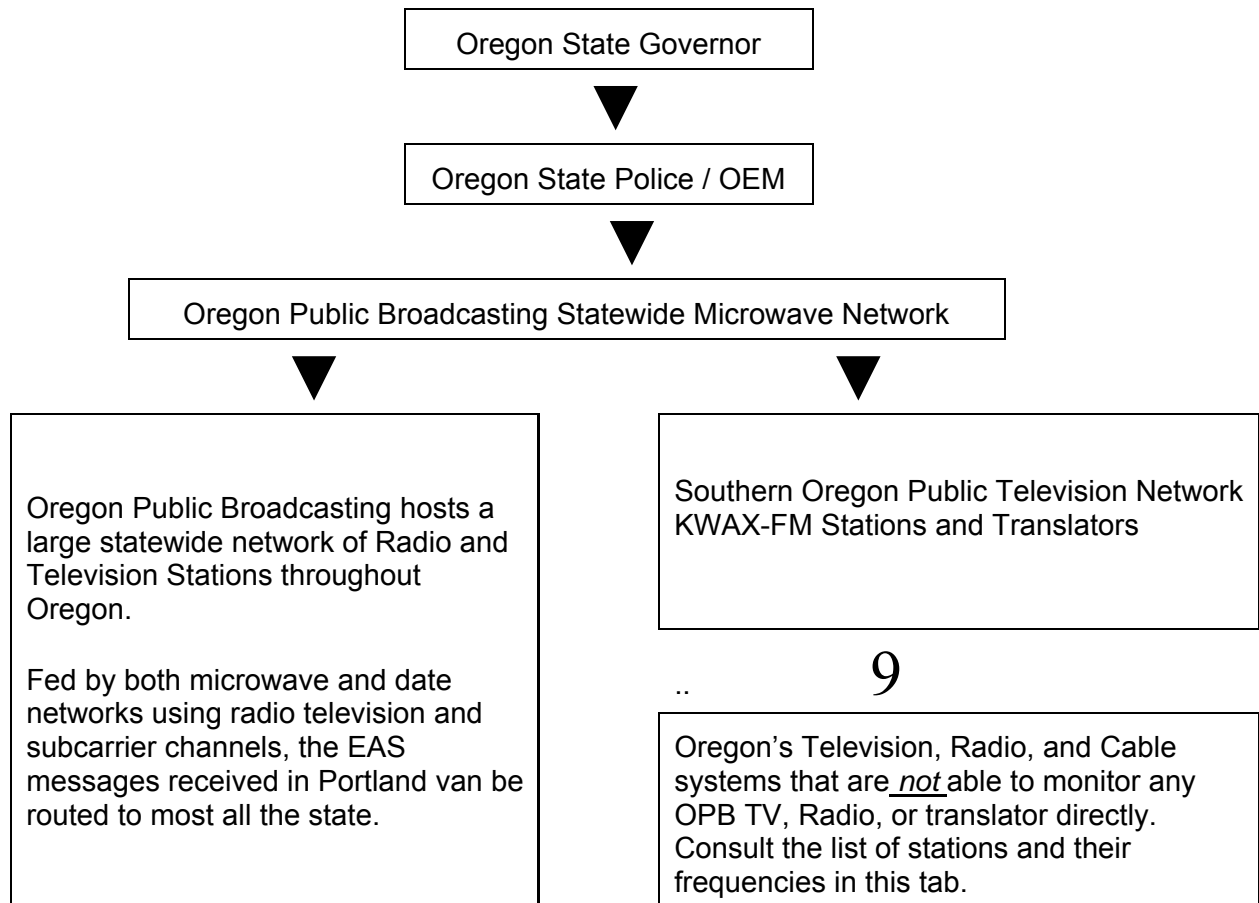 Oregon State Governor
Oregon State Police / OEM
Oregon Public Broadcasting Statewide Microwave Network
Oregon Public Broadcasting hosts a
large statewide network of Radio and
Television Stations throughout
Oregon.
Fed by both microwave and date
networks using radio television and
subcarrier channels, the EAS
messages received in Portland van be
routed to most all the state.
Southern Oregon Public Television Network
KWAX-FM Stations and Translators
.. 9
Oregon’s Television, Radio, and Cable
systems that are not able to monitor any
OPB TV, Radio, or translator directly.
Consult the list of stations and their
frequencies in this tab.